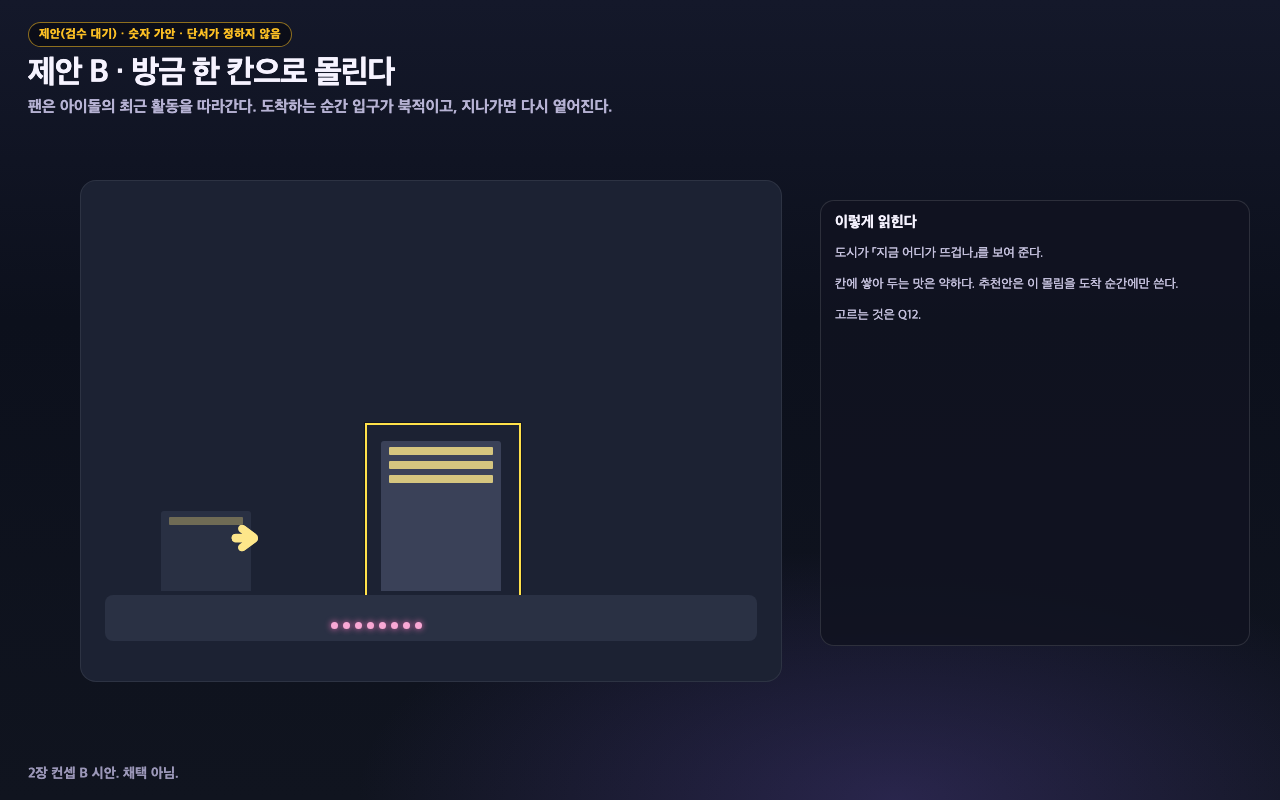 제안(검수 대기) · 숫자 가안 · 단서가 정하지 않음
제안 B · 방금 한 칸으로 몰린다
팬은 아이돌의 최근 활동을 따라간다. 도착하는 순간 입구가 북적이고, 지나가면 다시 옅어진다.
이렇게 읽힌다
도시가 「지금 어디가 뜨겁나」를 보여 준다.
칸에 쌓아 두는 맛은 약하다. 추천안은 이 몰림을 도착 순간에만 쓴다.
고르는 것은 Q12.
2장 컨셉 B 시안. 채택 아님.